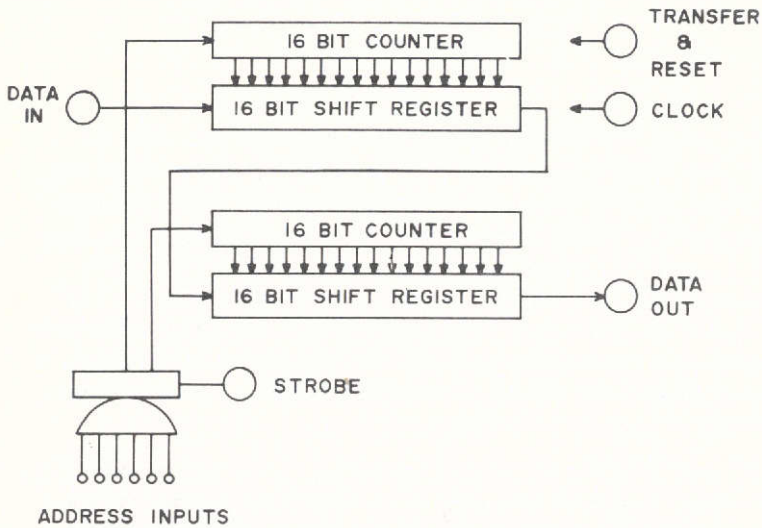 16 BIT COUNTER
TRANSFER
&
RESET
DATA
IN
16 BIT SHIFT REGISTER
CLOCK
16 BIT COUNTER
16 BIT SHIFT REGISTER
DATA
OUT
STROBE
ADDRESS INPUTS